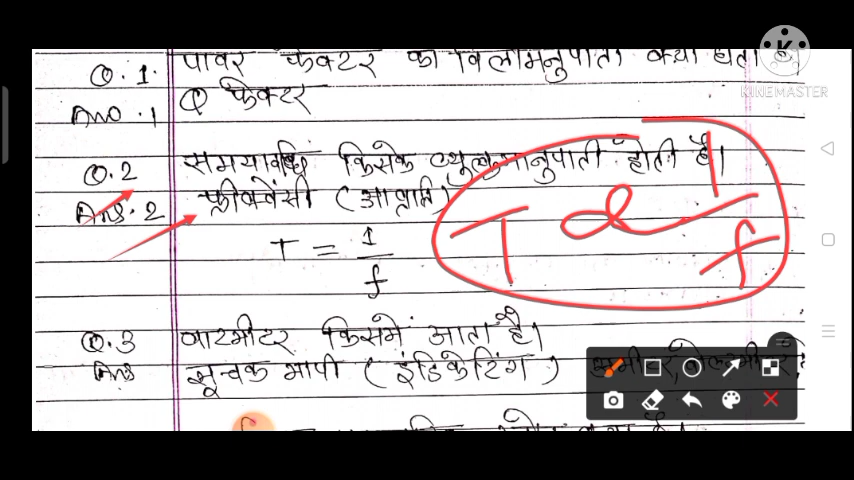 Q.1. पावर फेक्टर का विलोमानुपाती क्या होता है।
KINEMASTER
Ans.1 Q फेक्टर
Q.2 समयावधि किसके व्युत्क्रमानुपाती होती है।
Ans.2 फ्रीक्वेंसी (आवृति)
T = 1/f
T α 1/f
Q.3 वाटमीटर किसमें आता है।
Ans सूचक मापी (इंडिकेटिंग)